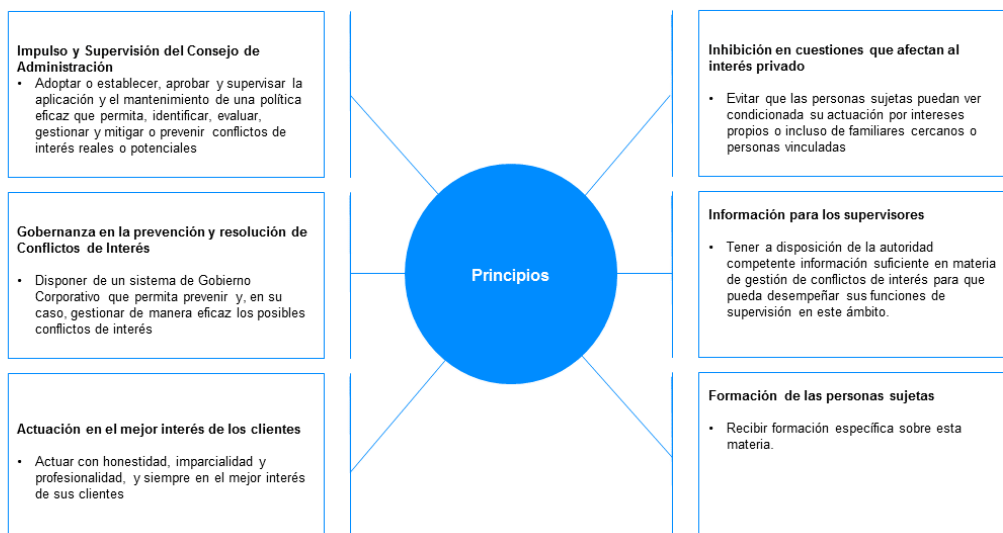 Impulso y Supervisión del Consejo de
Administración
• Adoptar o establecer, aprobar y supervisar la
aplicación y el mantenimiento de una política
eficaz que permita, identificar, evaluar,
gestionar y mitigar o prevenir conflictos de
interés reales o potenciales
Gobernanza en la prevención y resolución de
Conflictos de Interés
• Disponer de un sistema de Gobierno
Corporativo que permita prevenir y, en su
caso, gestionar de manera eficaz los posibles
conflictos de interés
Actuación en el mejor interés de los clientes
• Actuar con honestidad, imparcialidad y
profesionalidad, y siempre en el mejor interés
de sus clientes
Principios
Inhibición en cuestiones que afectan al
interés privado
• Evitar que las personas sujetas puedan ver
condicionada su actuación por intereses
propios o incluso de familiares cercanos o
personas vinculadas
Información para los supervisores
• Tener a disposición de la autoridad
competente información suficiente en materia
de gestión de conflictos de interés para que
pueda desempeñar sus funciones de
supervisión en este ámbito.
Formación de las personas sujetas
• Recibir formación específica sobre esta
materia.